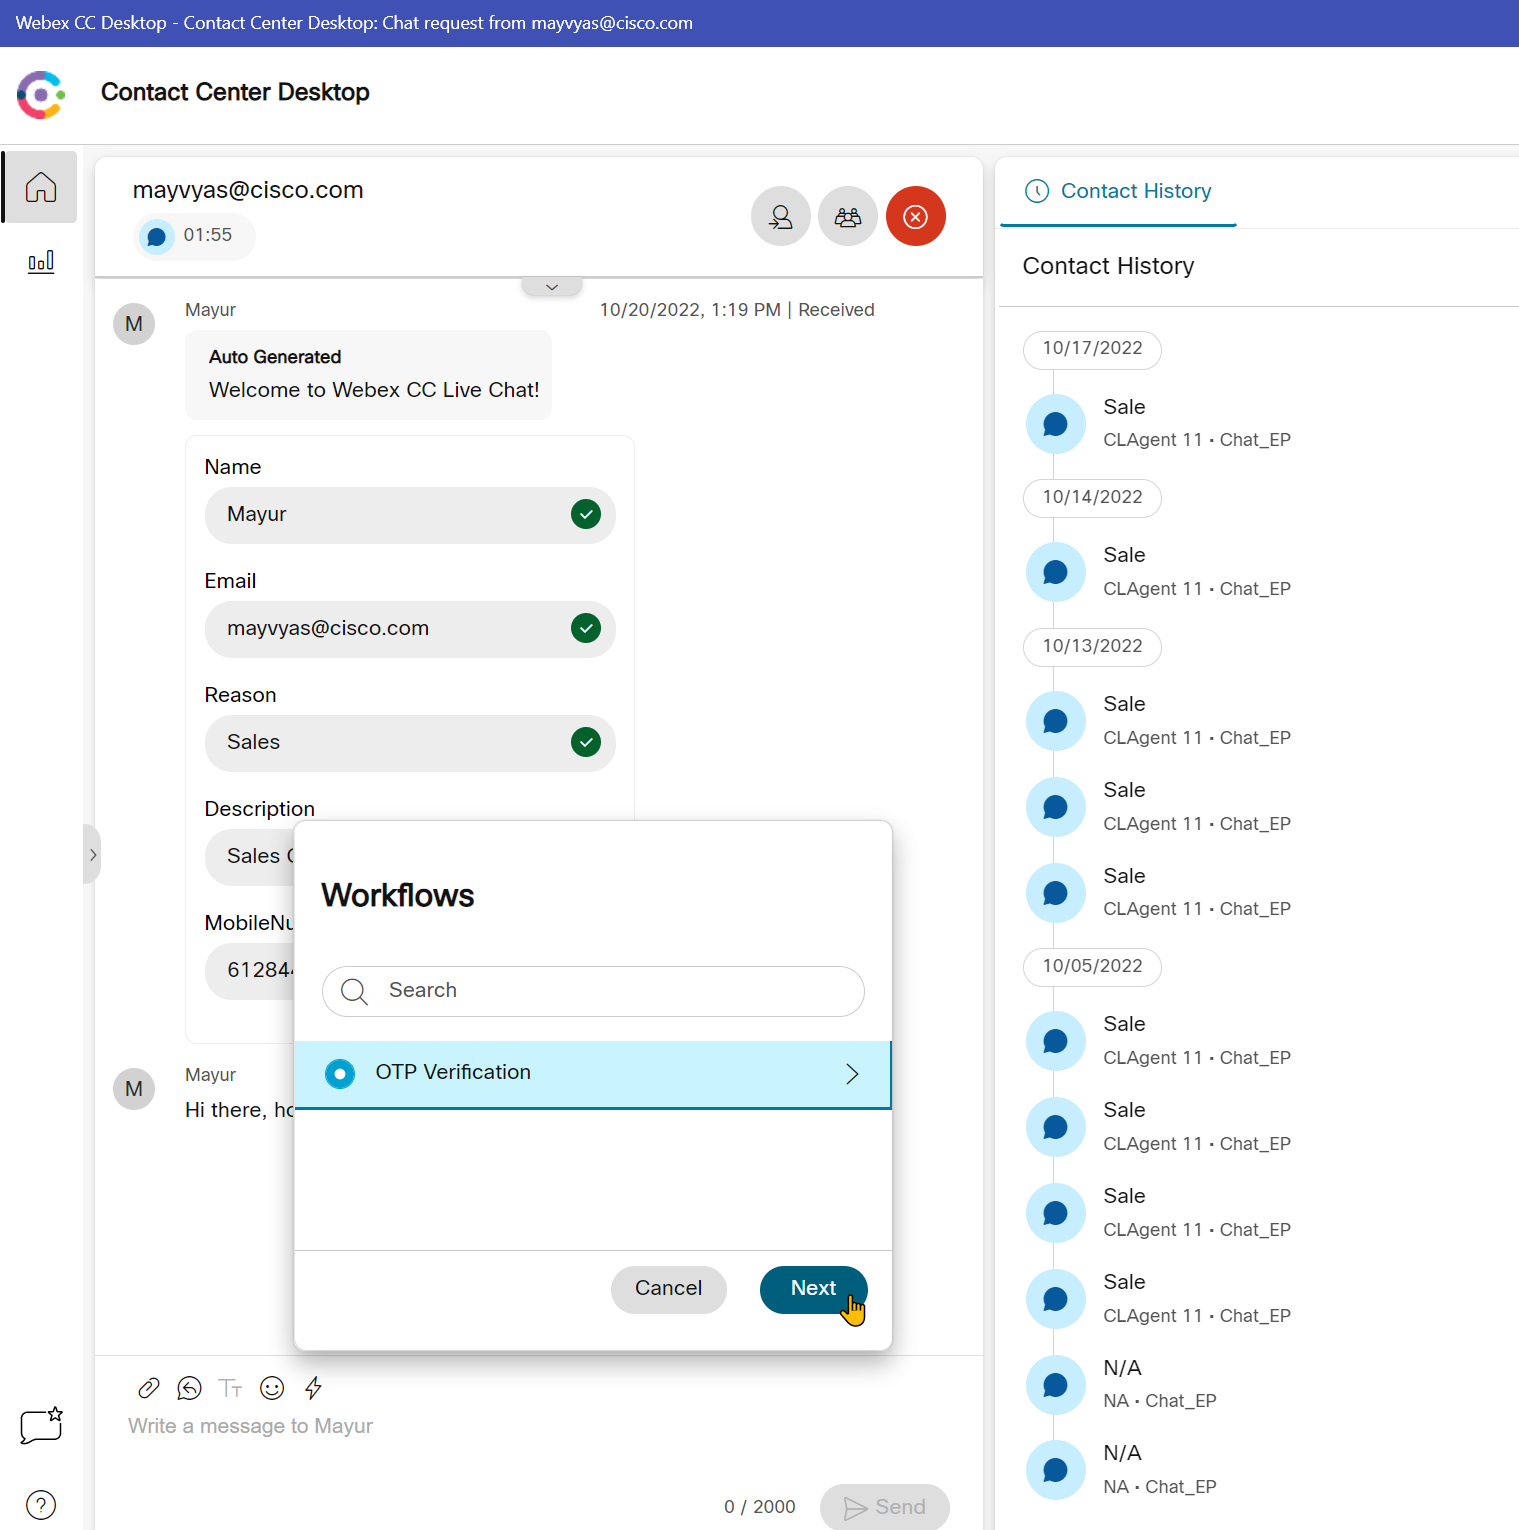 Webex CC Desktop - Contact Center Desktop: Chat request from mayvyas@cisco.com
Contact Center Desktop
mayvyas@cisco.com
01:55
M
Mayur
10/20/2022, 1:19 PM | Received
Auto Generated
Welcome to Webex CC Live Chat!
Name
Mayur
Email
mayvyas@cisco.com
Reason
Sales
Description
Sales
MobileNu
61284
M
Mayur
Hi there,
Workflows
Search
OTP Verification
Cancel
Next
Tт
Write a message to Mayur
0 / 2000
Send
?
Contact History
Contact History
10/17/2022
Sale
CLAgent 11 • Chat_EP
10/14/2022
Sale
CLAgent 11 • Chat_EP
10/13/2022
Sale
CLAgent 11 • Chat_EP
Sale
CLAgent 11 • Chat_EP
Sale
CLAgent 11 • Chat_EP
10/05/2022
Sale
CLAgent 11 • Chat_EP
Sale
CLAgent 11 • Chat_EP
Sale
CLAgent 11 • Chat_EP
Sale
CLAgent 11 • Chat_EP
N/A
NA • Chat_EP
N/A
NA • Chat_EP